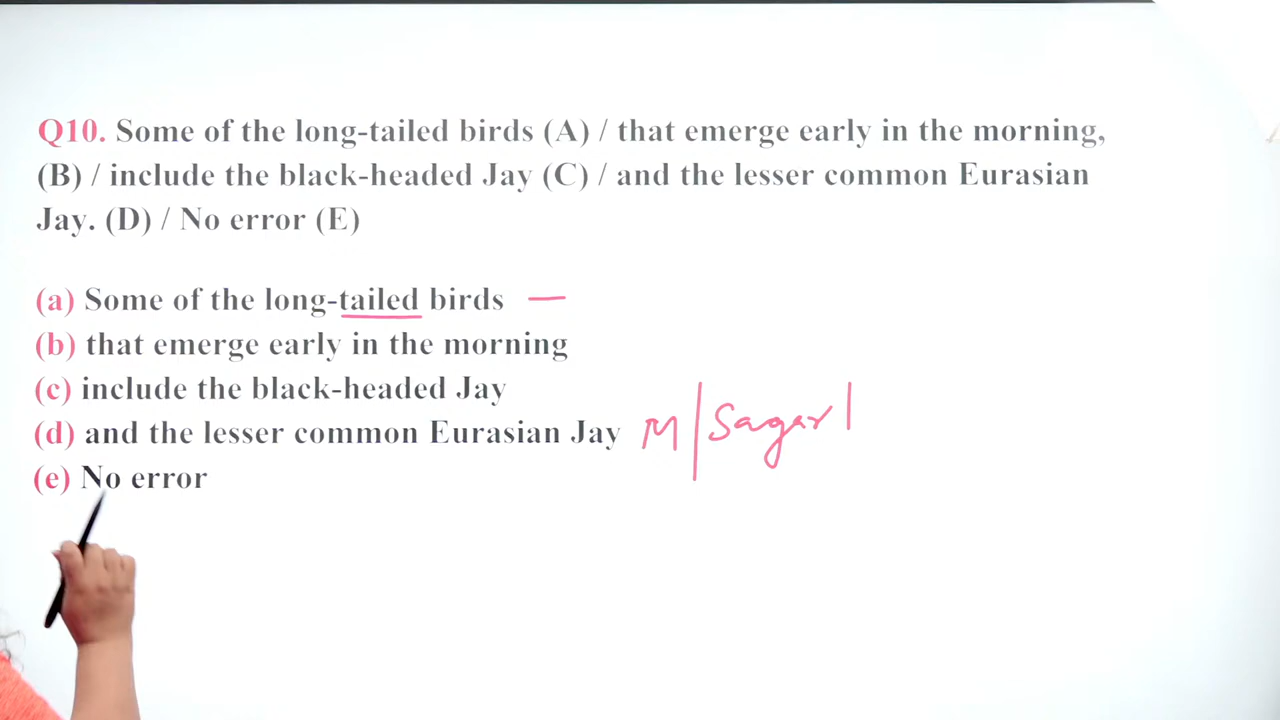 Q10. Some of the long-tailed birds (A) / that emerge early in the morning,
(B) / include the black-headed Jay (C) / and the lesser common Eurasian
Jay. (D) / No error (E)
(a) Some of the long-tailed birds —
(b) that emerge early in the morning
(c) include the black-headed Jay
(d) and the lesser common Eurasian Jay M | Sagar |
(e) No error